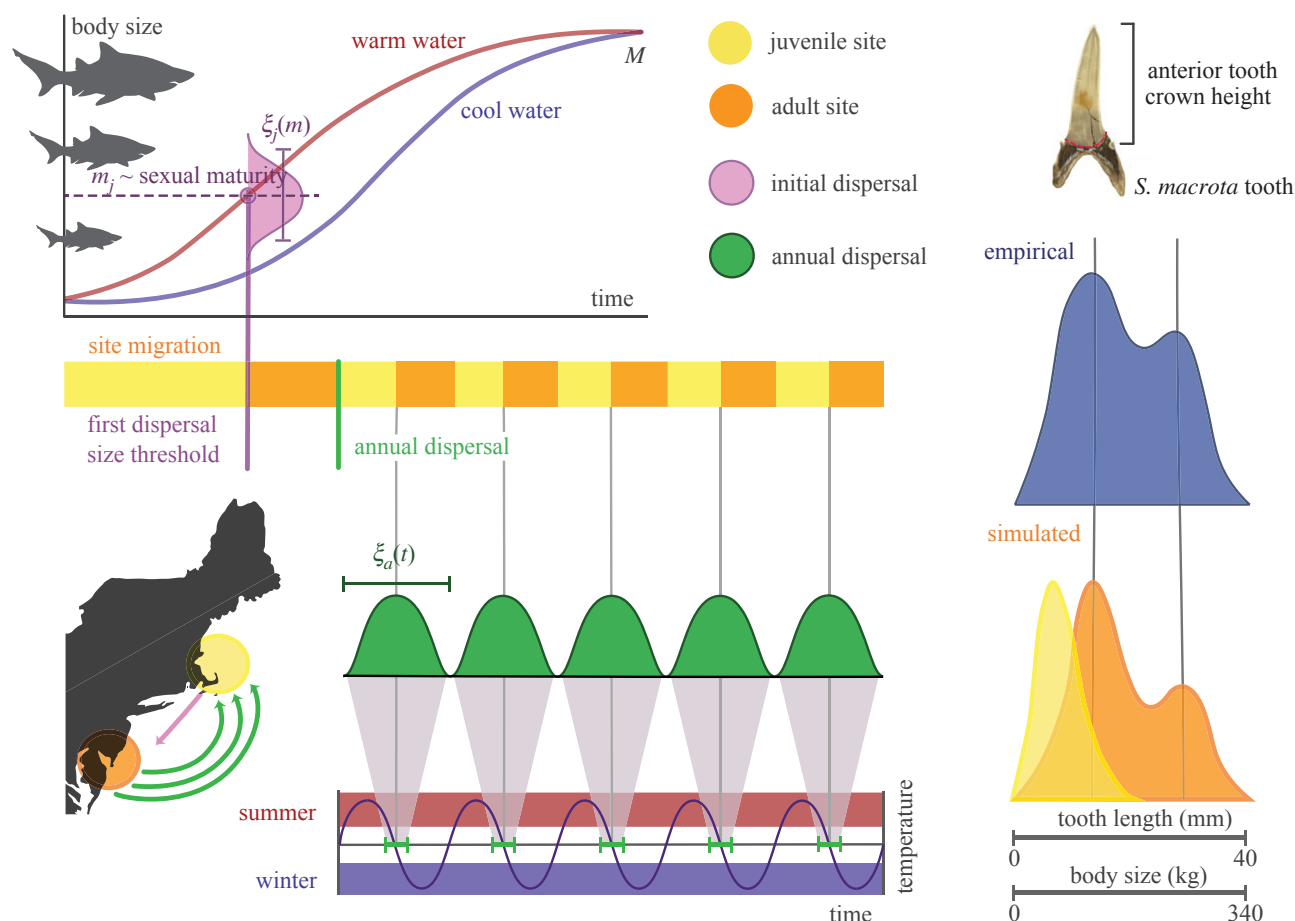 body size
warm water
M
cool water
ξj(m)
mj ~ sexual maturity
time
juvenile site
adult site
initial dispersal
annual dispersal
anterior tooth
crown height
S. macrota tooth
site migration
first dispersal
size threshold
annual dispersal
ξa(t)
summer
winter
temperature
time
empirical
simulated
tooth length (mm)
0 40
body size (kg)
0 340